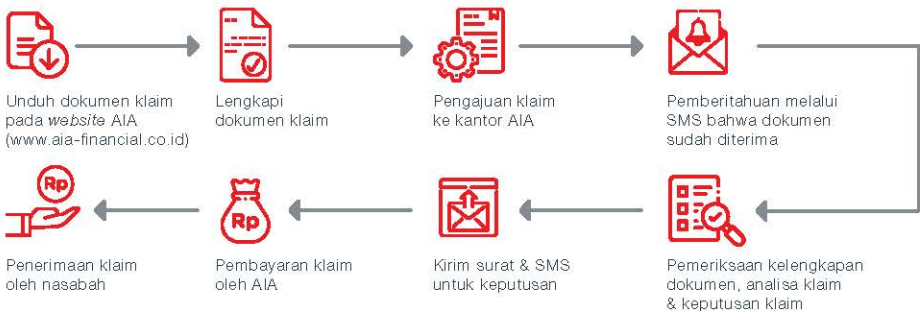 Unduh dokumen klaim
pada website AIA
(www.aia-financial.co.id)
Lengkapi
dokumen klaim
Pengajuan klaim
ke kantor AIA
Pemberitahuan melalui
SMS bahwa dokumen
sudah diterima
Pemeriksaan kelengkapan
dokumen, analisa klaim
& keputusan klaim
Kirim surat & SMS
untuk keputusan
Rp
Pembayaran klaim
oleh AIA
Rp
Penerimaan klaim
oleh nasabah